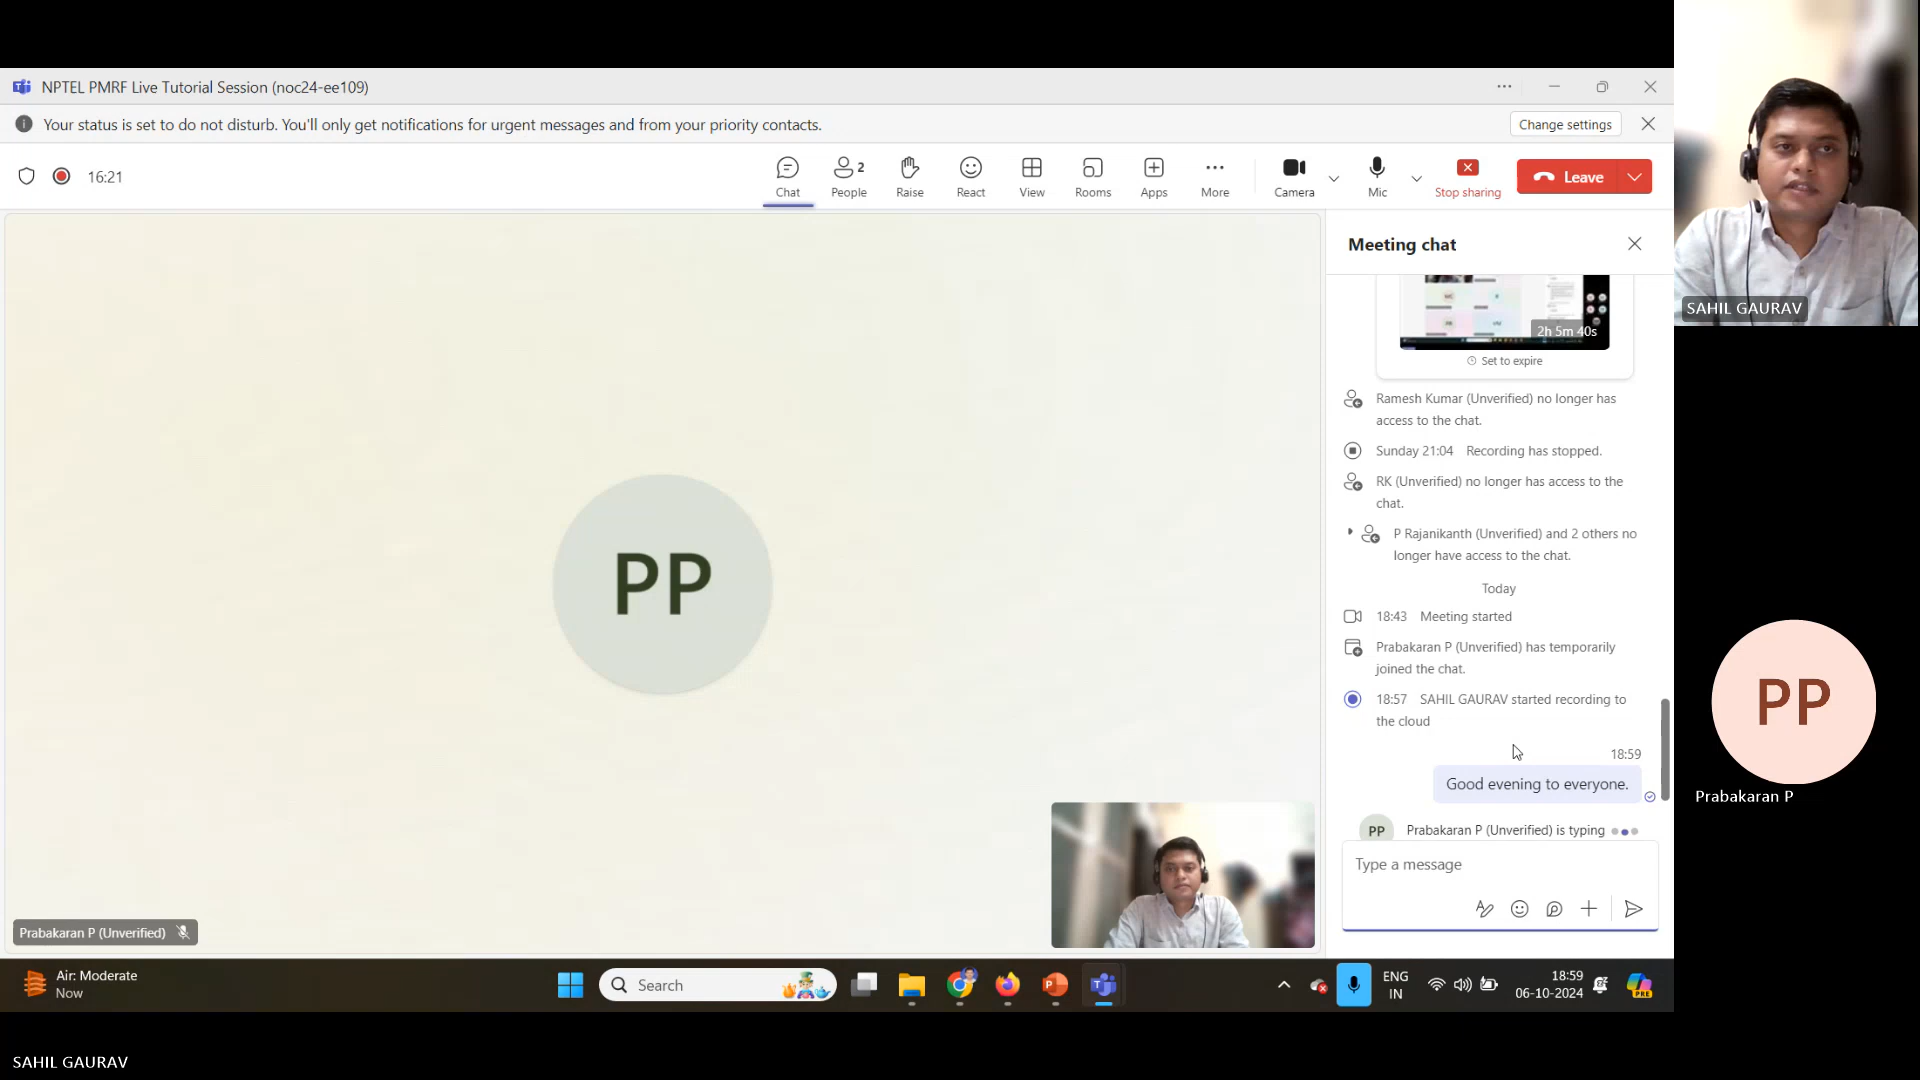 NPTEL PMRF Live Tutorial Session (noc24-ee109)
Your status is set to do not disturb. You'll only get notifications for urgent messages and from your priority contacts.
Change settings
16:21
Chat
People
2
Raise
React
View
Rooms
Apps
More
Camera
Mic
Stop sharing
Leave
SAHIL GAURAV
Meeting chat
2h 5m 40s
Set to expire
Ramesh Kumar (Unverified) no longer has
access to the chat.
Sunday 21:04 Recording has stopped.
RK (Unverified) no longer has access to the
chat.
P Rajanikanth (Unverified) and 2 others no
longer have access to the chat.
Today
18:43 Meeting started
Prabakaran P (Unverified) has temporarily
joined the chat.
18:57 SAHIL GAURAV started recording to
the cloud
18:59
Good evening to everyone.
PP Prabakaran P (Unverified) is typing
Type a message
PP
Prabakaran P (Unverified)
PP
Prabakaran P
Air: Moderate
Now
Search
ENG
IN
18:59
06-10-2024
PRE
SAHIL GAURAV